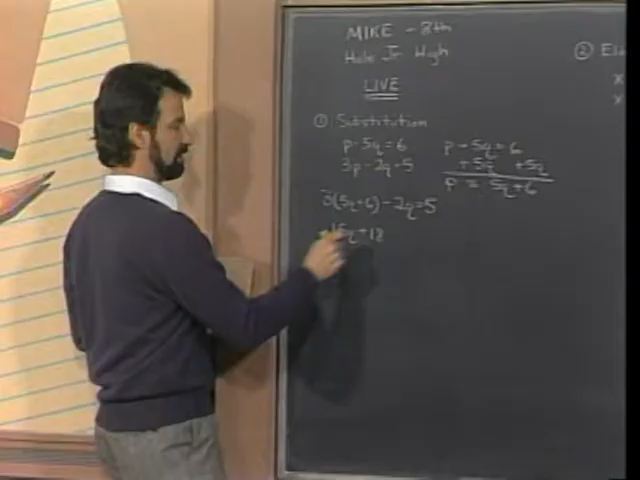 MIKE - 8th
Hale Jr High
LIVE
① Substitution
p - 5q = 6
3p - 2q = 5
3(5q + 6) - 2q = 5
15q + 18
p - 5q = 6
+ 5q + 5q
p = 5q + 6
② El
x
y